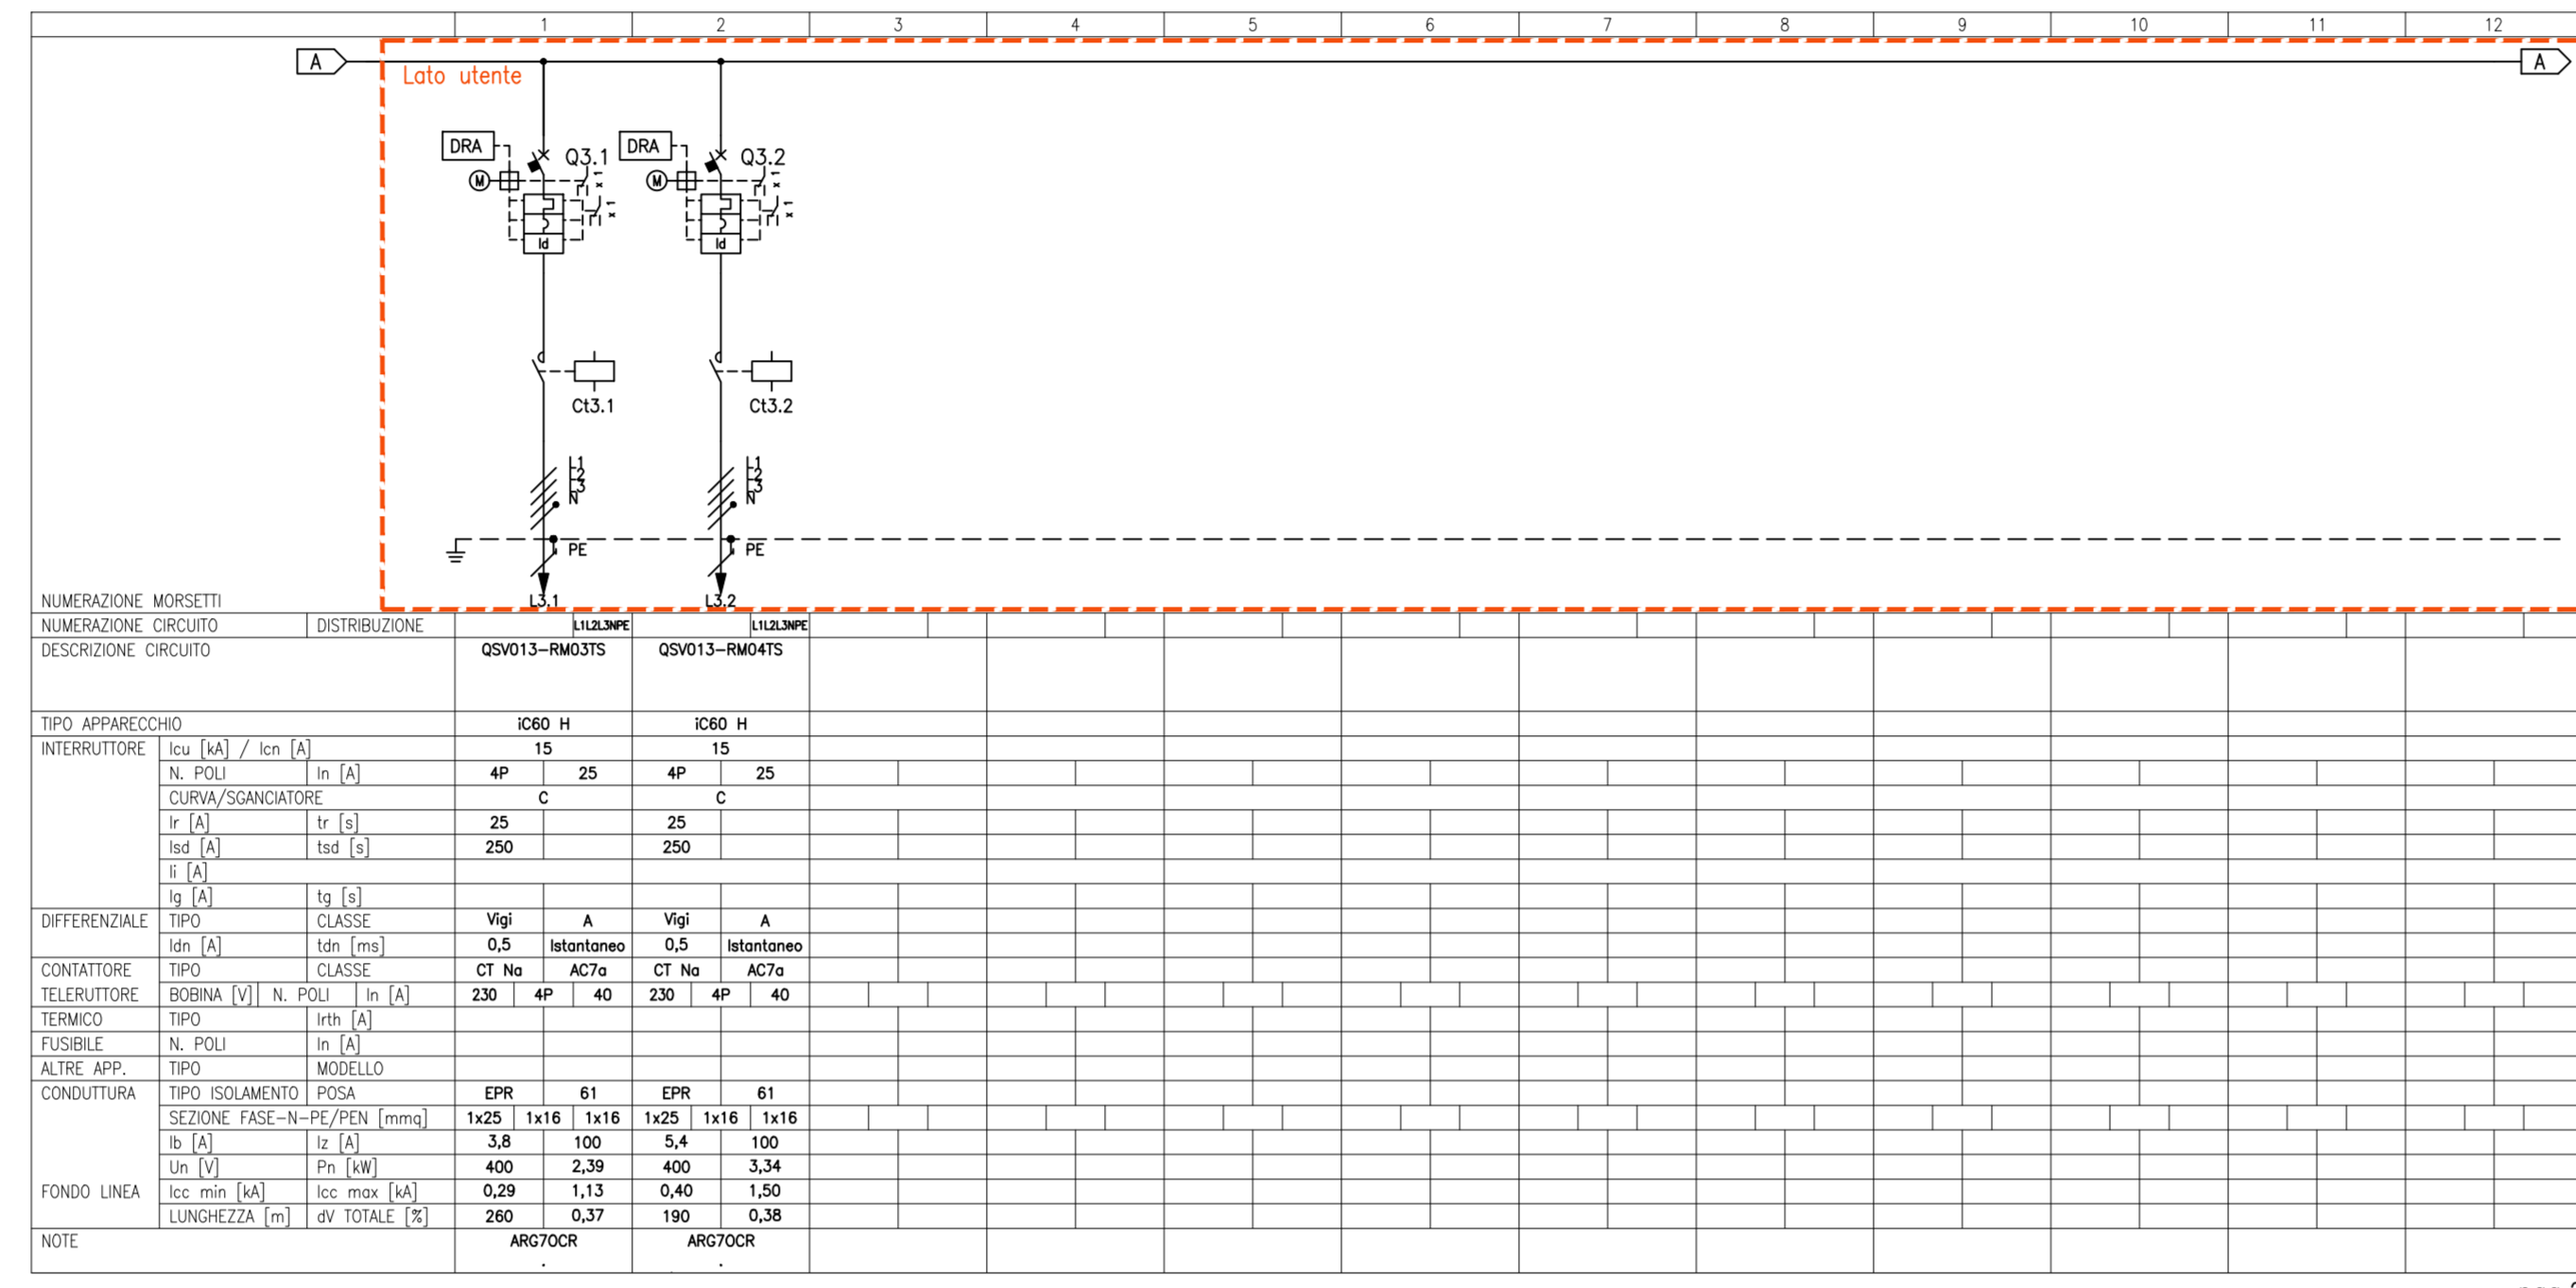 1 2 3 4 5 6 7 8 9 10 11 12
A A
Lato utente
DRA Q3.1 DRA Q3.2
M x 1 M x 1
x 1 x 1
Id Id
Ct3.1 Ct3.2
L1 L1
L2 L2
L3 L3
N N
PE PE
NUMERAZIONE MORSETTI L3.1 L3.2
NUMERAZIONE CIRCUITO DISTRIBUZIONE L1L2L3NPE L1L2L3NPE
DESCRIZIONE CIRCUITO QSV013-RM03TS QSV013-RM04TS
TIPO APPARECCHIO iC60 H iC60 H
INTERRUTTORE Icu [kA] / Icn [A] 15 15
N. POLI In [A] 4P 25 4P 25
CURVA/SGANCIATORE C C
Ir [A] tr [s] 25 25
Isd [A] tsd [s] 250 250
Ii [A]
Ig [A] tg [s]
DIFFERENZIALE TIPO CLASSE Vigi A Vigi A
Idn [A] tdn [ms] 0,5 Istantaneo 0,5 Istantaneo
CONTATTORE TIPO CLASSE CT Na AC7a CT Na AC7a
TELERUTTORE BOBINA [V] N. POLI In [A] 230 4P 40 230 4P 40
TERMICO TIPO Irth [A]
FUSIBILE N. POLI In [A]
ALTRE APP. TIPO MODELLO
CONDUTTURA TIPO ISOLAMENTO POSA EPR 61 EPR 61
SEZIONE FASE-N-PE/PEN [mmq] 1x25 1x16 1x16 1x25 1x16 1x16
Ib [A] Iz [A] 3,8 100 5,4 100
Un [V] Pn [kW] 400 2,39 400 3,34
FONDO LINEA Icc min [kA] Icc max [kA] 0,29 1,13 0,40 1,50
LUNGHEZZA [m] dV TOTALE [%] 260 0,37 190 0,38
NOTE ARG7OCR ARG7OCR
. .